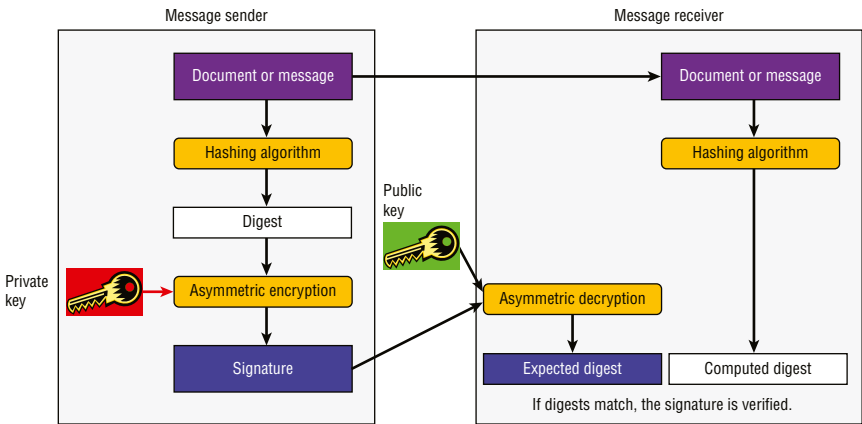 Message sender
Message receiver
Document or message
Document or message
Hashing algorithm
Hashing algorithm
Public
key
Digest
Private
key
Asymmetric encryption
Asymmetric decryption
Signature
Expected digest
Computed digest
If digests match, the signature is verified.